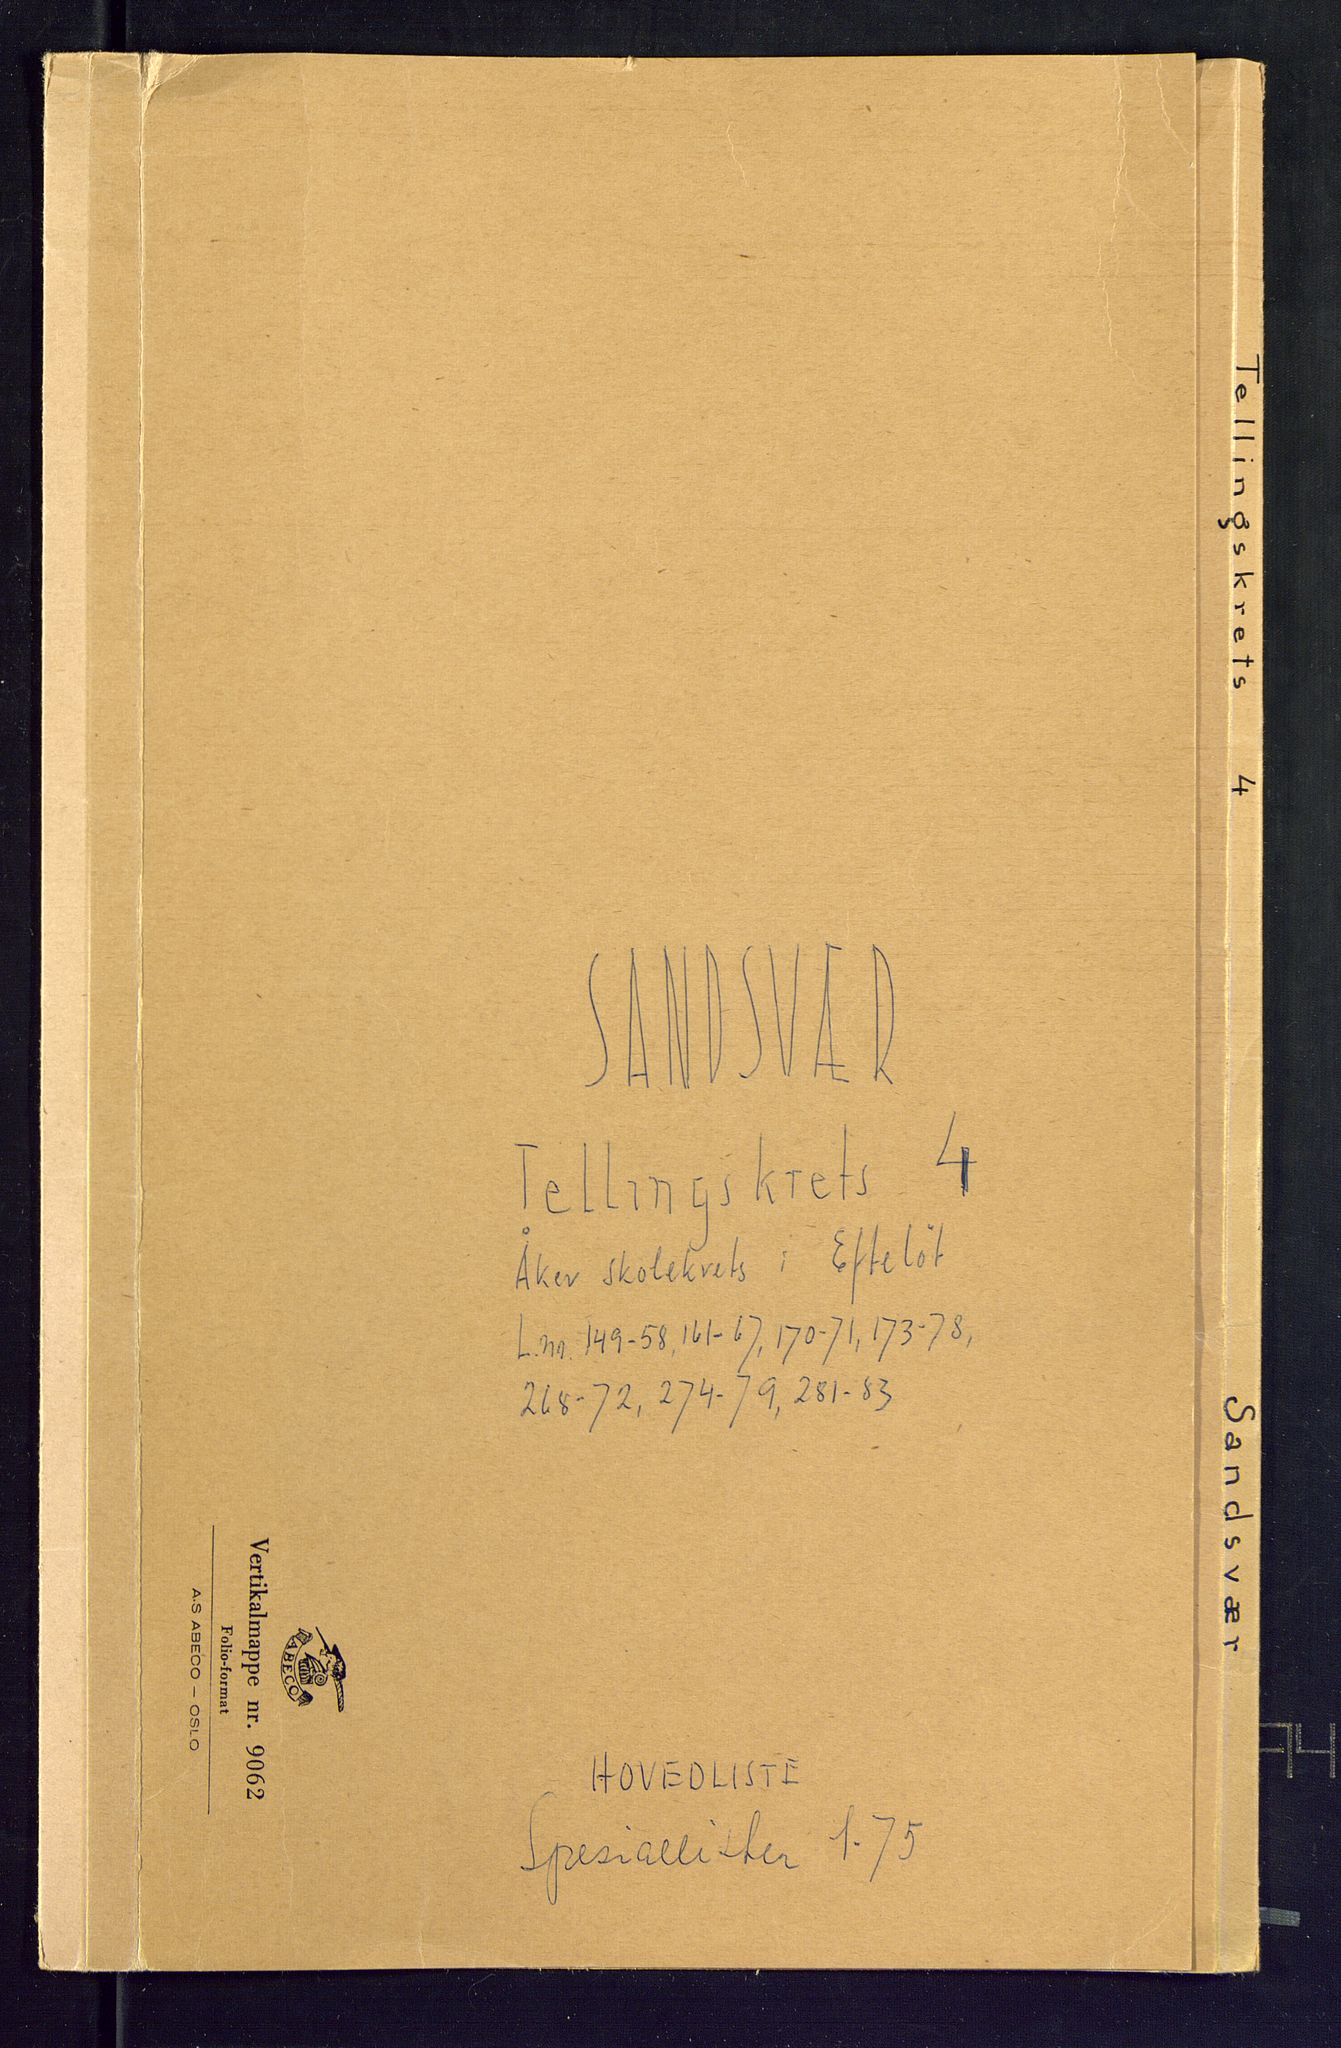 SANDSVÆR
Tellingskrets 4
Åker skolekrets i Efteløt
L.nr. 149-58, 161-67, 170-71, 173-78,
268-72, 274-79, 281-83
HOVEDLISTE
Spesiallister 1-75
ABECO
Vertikalmappe nr. 9062
Folio-format
A.S ABECO – OSLO
Tellingskrets 4
Sandsvær